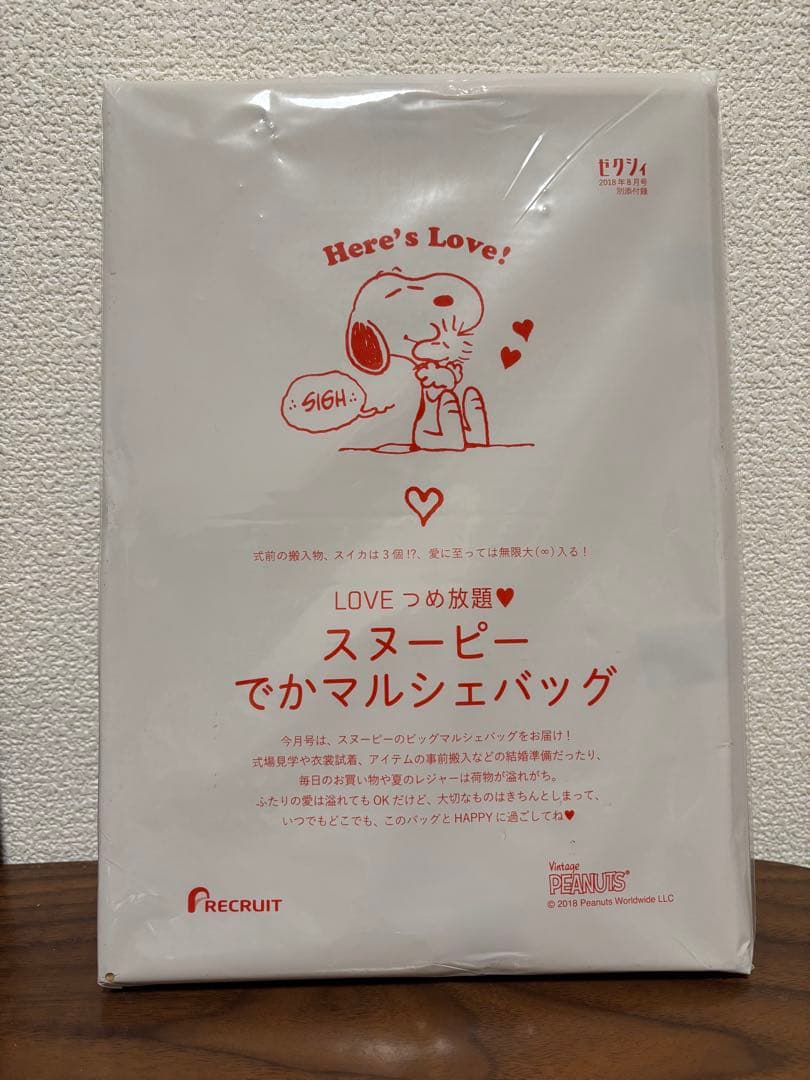 ゼクシィ
2018年8月号
別添付録
Here's Love!
SIGH
式前の搬入物、スイカは3個!?、愛に至っては無限大(∞)入る!
LOVE つめ放題♥
スヌーピー
でかマルシェバッグ
今月号は、スヌーピーのビッグマルシェバッグをお届け!
式場見学や衣裳試着、アイテムの事前搬入などの結婚準備だったり、
毎日のお買い物や夏のレジャーは荷物が溢れがち。
ふたりの愛は溢れてもOKだけど、大切なものはきちんとしまって、
いつでもどこでも、このバッグとHAPPYに過ごしてね♥
RECRUIT
Vintage
PEANUTS®
© 2018 Peanuts Worldwide LLC